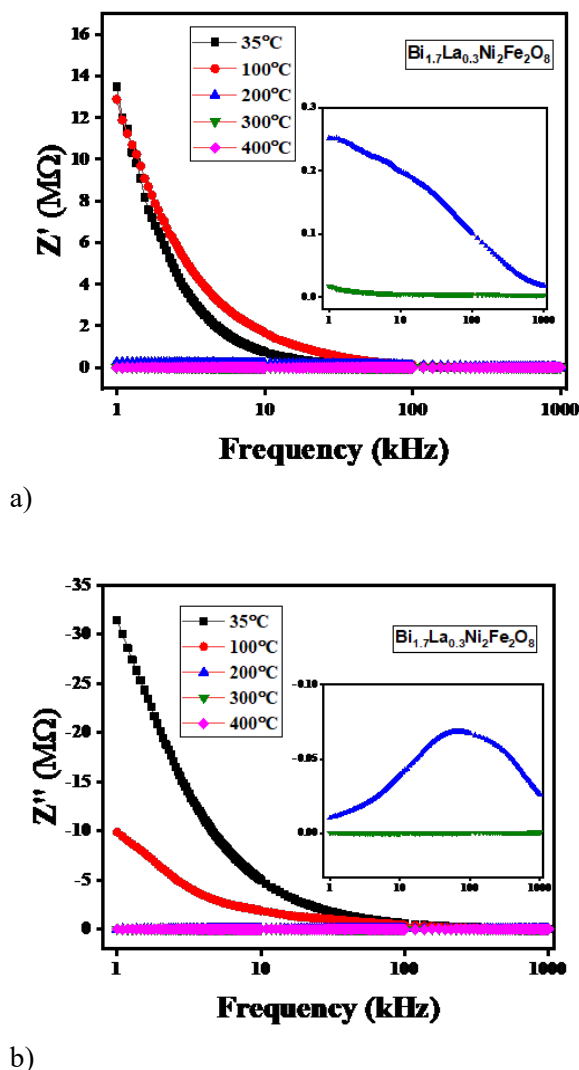 35°C
100°C
200°C
300°C
400°C
Bi1.7La0.3Ni2Fe2O8
16
14
12
10
8
6
4
2
0
Z' (MΩ)
0.3
0.2
0.1
0.0
1 10 100 1000
1 10 100 1000
Frequency (kHz)
a)
35°C
100°C
200°C
300°C
400°C
Bi1.7La0.3Ni2Fe2O8
-35
-30
-25
-20
-15
-10
-5
0
Z'' (MΩ)
-0.10
-0.05
0.00
1 10 100 1000
1 10 100 1000
Frequency (kHz)
b)